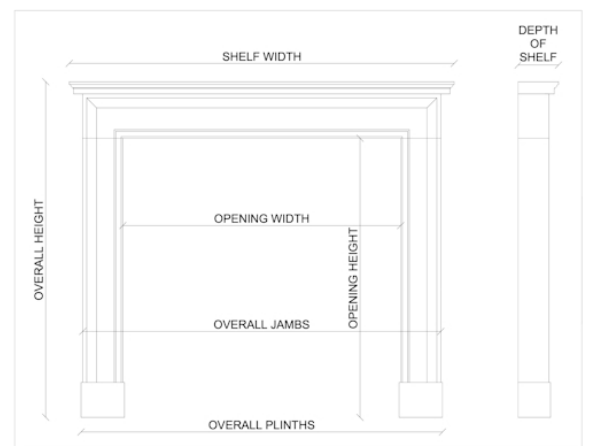 DEPTH
OF
SHELF
SHELF WIDTH
OVERALL HEIGHT
OPENING WIDTH
OPENING HEIGHT
OVERALL JAMBS
OVERALL PLINTHS